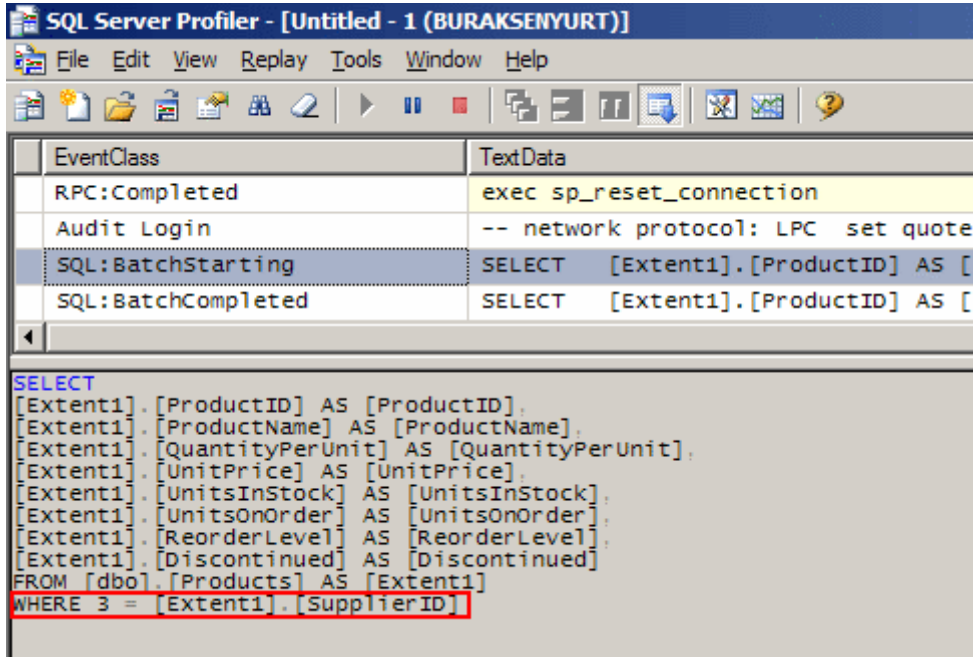 SQL Server Profiler - [Untitled - 1 (BURAKSENYURT)]
File Edit View Replay Tools Window Help
EventClass TextData
RPC:Completed exec sp_reset_connection
Audit Login -- network protocol: LPC set quote
SQL:BatchStarting SELECT [Extent1].[ProductID] AS [
SQL:BatchCompleted SELECT [Extent1].[ProductID] AS [
SELECT
[Extent1].[ProductID] AS [ProductID],
[Extent1].[ProductName] AS [ProductName],
[Extent1].[QuantityPerUnit] AS [QuantityPerUnit],
[Extent1].[UnitPrice] AS [UnitPrice],
[Extent1].[UnitsInStock] AS [UnitsInStock],
[Extent1].[UnitsOnOrder] AS [UnitsOnOrder],
[Extent1].[ReorderLevel] AS [ReorderLevel],
[Extent1].[Discontinued] AS [Discontinued]
FROM [dbo].[Products] AS [Extent1]
WHERE 3 = [Extent1].[SupplierID]